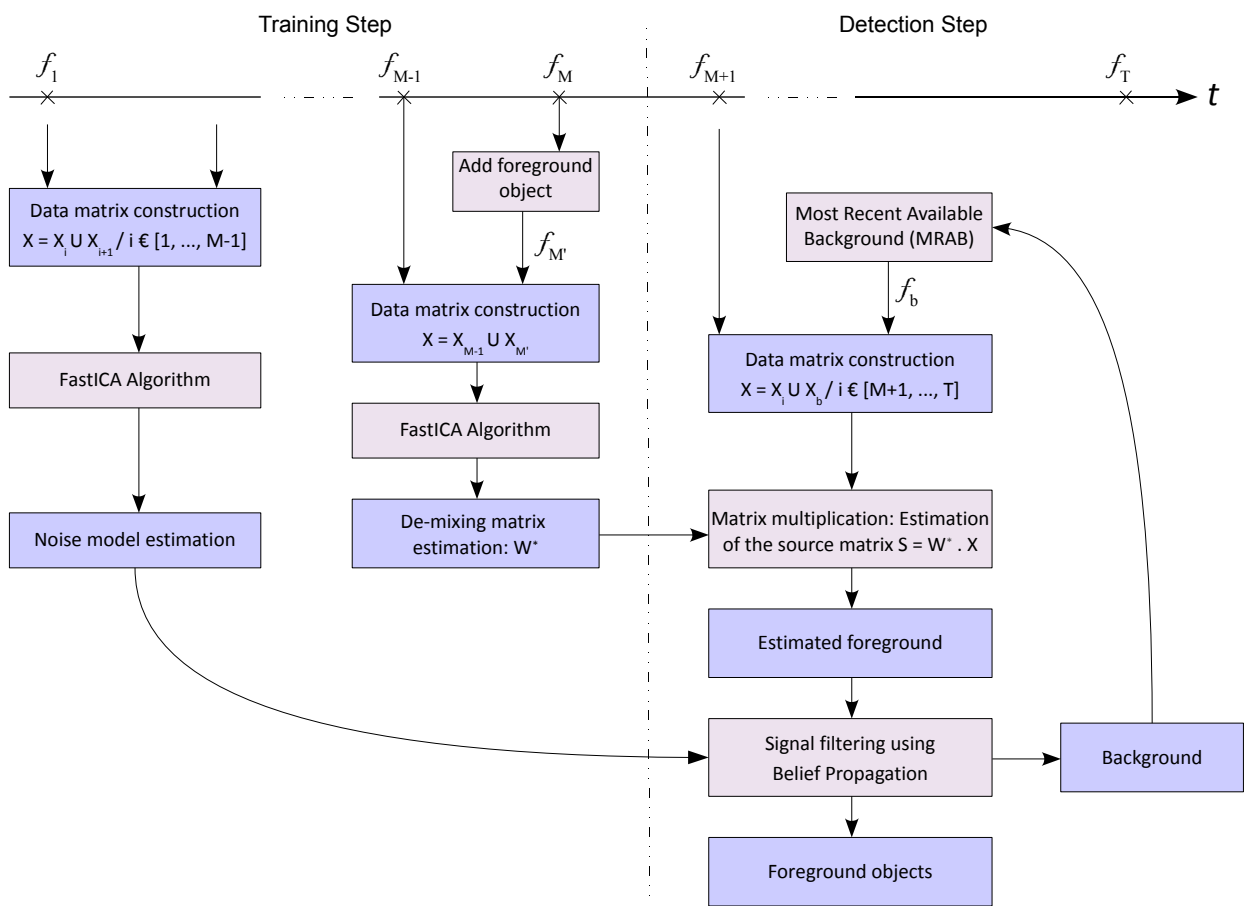 Training Step
Detection Step
f1
fM-1
fM
fM+1
fT
t
Add foreground
object
Data matrix construction
X = Xi U Xi+1 / i € [1, ..., M-1]
fM'
Most Recent Available
Background (MRAB)
fb
Data matrix construction
X = XM-1 U XM'
Data matrix construction
X = Xi U Xb / i € [M+1, ..., T]
FastICA Algorithm
FastICA Algorithm
Noise model estimation
De-mixing matrix
estimation: W*
Matrix multiplication: Estimation
of the source matrix S = W* . X
Estimated foreground
Signal filtering using
Belief Propagation
Background
Foreground objects